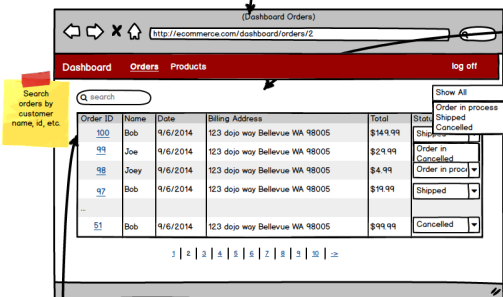 (Dashboard Orders)
http://ecommerce.com/dashboard/orders/2
Dashboard Orders Products log off
Search
orders by
customer
name, id, etc.
search
Show All
Order in process
Shipped
Cancelled
Order ID Name Date Billing Address Total
100 Bob 9/6/2014 123 dojo way Bellevue WA 98005 $149.99
99 Joe 9/6/2014 123 dojo way Bellevue WA 98005 $29.99 Order in
Cancelled
98 Joey 9/6/2014 123 dojo way Bellevue WA 98005 $4.99 Order in
97 Bob 9/6/2014 123 dojo way Bellevue WA 98005 $19.99 Shipped
...
51 Bob 9/6/2014 123 dojo way Bellevue WA 98005 $99.99 Cancelled
1 | 2 | 3 | 4 | 5 | 6 | 7 | 8 | 9 | 10 | ->